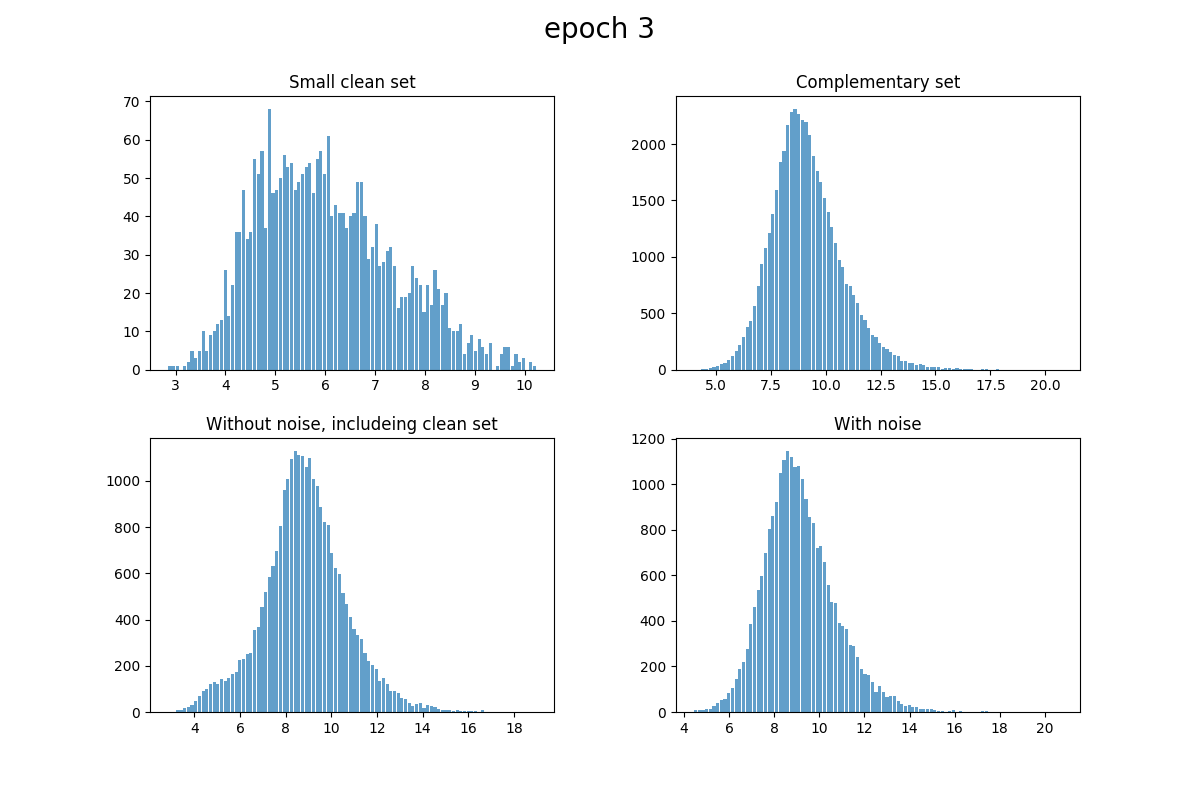 epoch 3
Small clean set
Complementary set
70
60
50
40
30
20
10
0
3 4 5 6 7 8 9 10
2000
1500
1000
500
0
5.0 7.5 10.0 12.5 15.0 17.5 20.0
Without noise, includeing clean set
With noise
1000
800
600
400
200
0
4 6 8 10 12 14 16 18
1200
1000
800
600
400
200
0
4 6 8 10 12 14 16 18 20